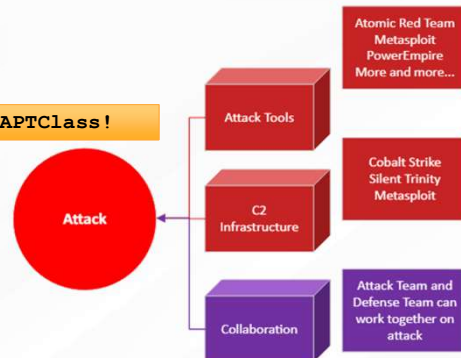 Atomic Red Team
Metasploit
PowerEmpire
More and more...
APTClass!
Attack Tools
Attack
C2
Infrastructure
Cobalt Strike
Silent Trinity
Metasploit
Collaboration
Attack Team and
Defense Team can
work together on
attack